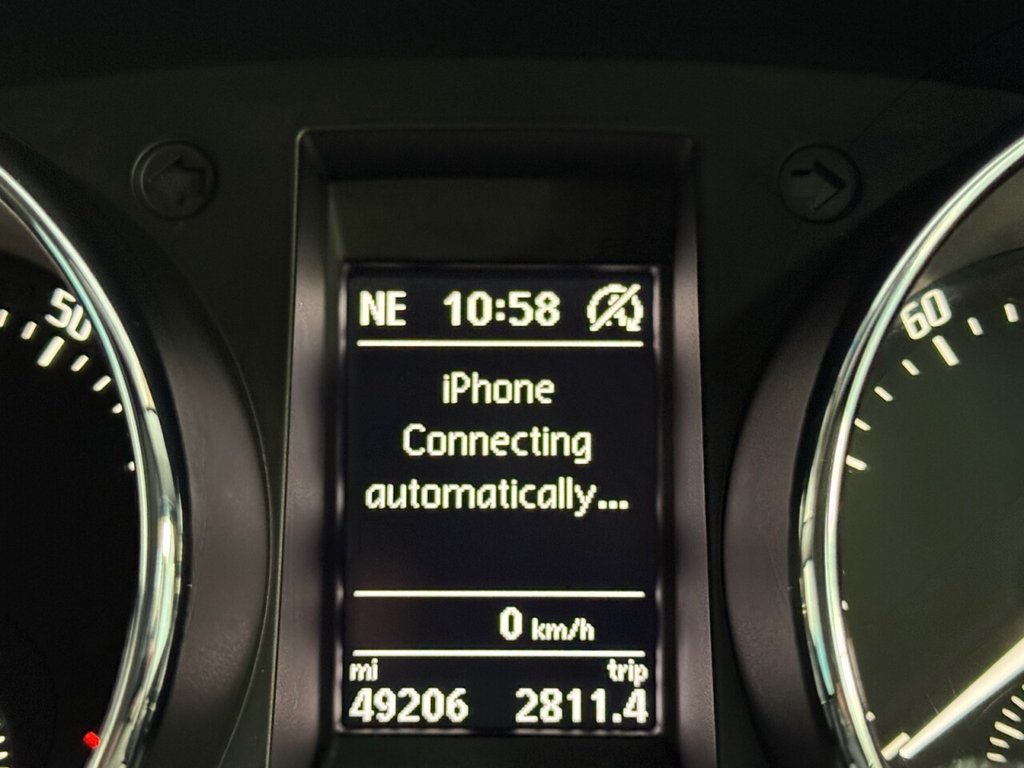 50
60
NE 10:58
iPhone
Connecting
automatically...
0 km/h
mi trip
49206 2811.4